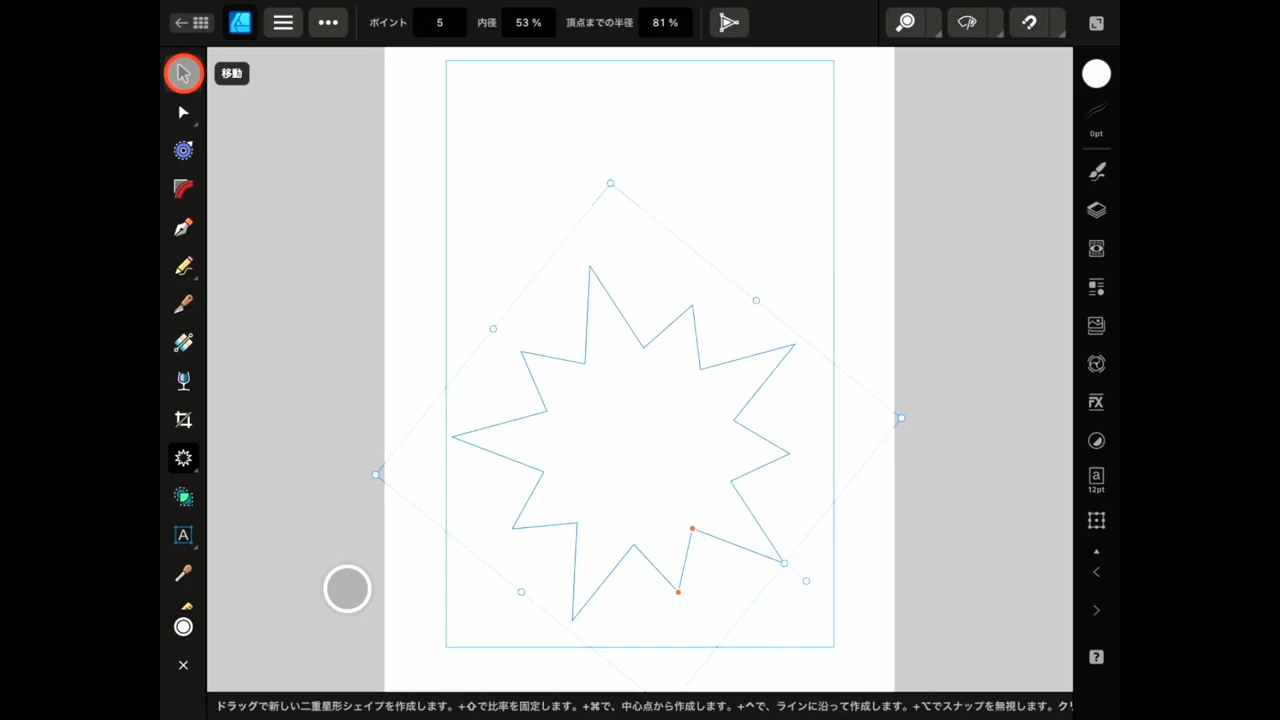 ポイント 5 内径 53 % 頂点までの半径 81 %
移動
0pt
FX
a
12pt
A
?
ドラッグで新しい二重星形シェイプを作成します。+⇧で比率を固定します。+⌘で、中心点から作成します。+^で、ラインに沿って作成します。+⌥でスナップを無視します。